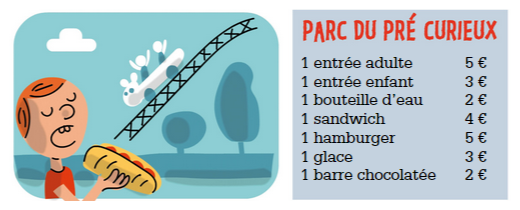 PARC DU PRÉ CURIEUX
1 entrée adulte 5 €
1 entrée enfant 3 €
1 bouteille d'eau 2 €
1 sandwich 4 €
1 hamburger 5 €
1 glace 3 €
1 barre chocolatée 2 €